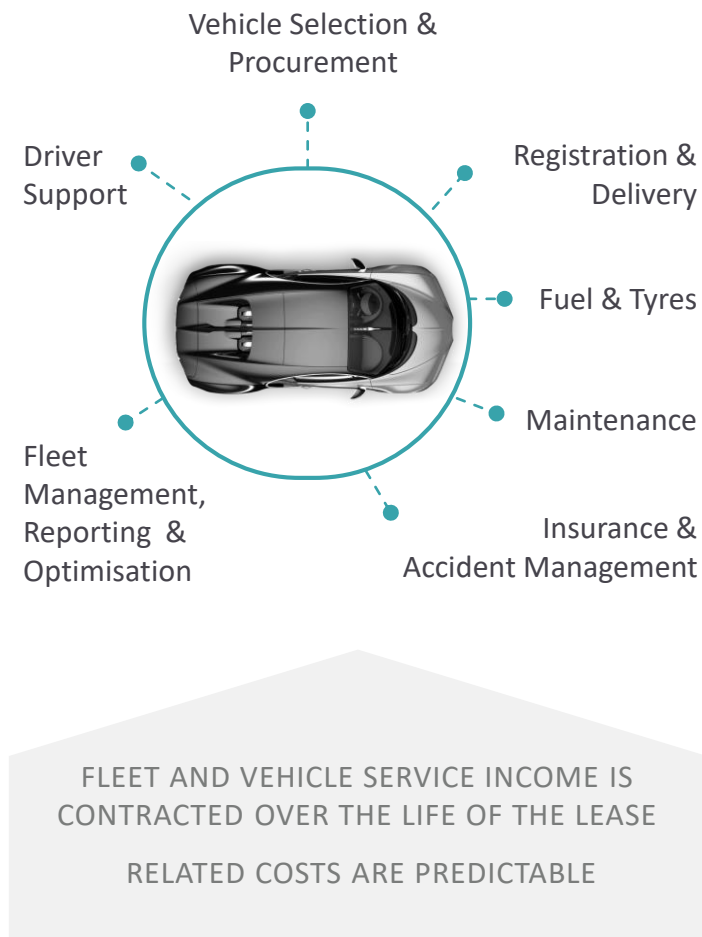 Vehicle Selection &
Procurement
Driver
Support
Registration &
Delivery
Fuel & Tyres
Maintenance
Fleet
Management,
Reporting &
Optimisation
Insurance &
Accident Management
FLEET AND VEHICLE SERVICE INCOME IS
CONTRACTED OVER THE LIFE OF THE LEASE
RELATED COSTS ARE PREDICTABLE